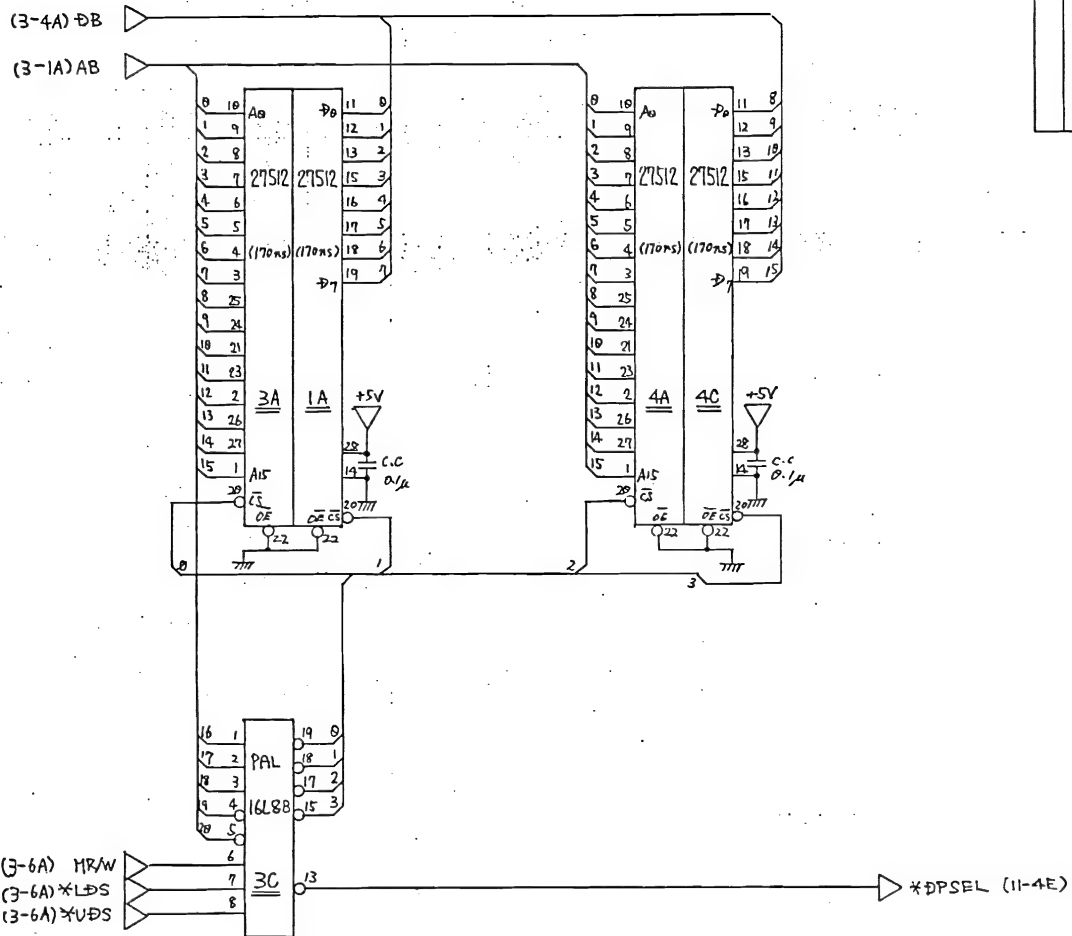 (3-4A) DB
(3-1A) AB
0 10 A0
1 9
2 8
3 7
4 6
5 5
6 4
7 3
8 25
9 24
10 21
11 23
12 2
13 26
14 27
15 1 A15
20 CS
OE
22
27512
(170ns)
3A
27512
(170ns)
1A
D0 11 0
12 1
13 2
15 3
16 4
17 5
18 6
D7 19 7
+5V
28
14
C.C
0.1µ
20
OE CS
22
0 10 A0
1 9
2 8
3 7
4 6
5 5
6 4
7 3
8 25
9 24
10 21
11 23
12 2
13 26
14 27
15 1 A15
20 CS
OE
22
27512
(170ns)
4A
27512
(170ns)
4C
D0 11 8
12 9
13 10
15 11
16 12
17 13
18 14
D7 19 15
+5V
28
14
C.C
0.1µ
20
OE CS
22
0 1 2 3
16 1
17 2
18 3
19 4
20 5
PAL
16L8B
3C
19 0
18 1
17 2
15 3
(3-6A) MR/W 6
(3-6A) *LDS 7
(3-6A) *UDS 8
13
*DPSEL (11-4E)